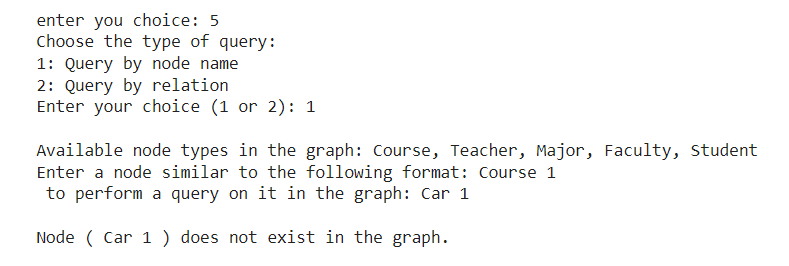 enter you choice: 5
Choose the type of query:
1: Query by node name
2: Query by relation
Enter your choice (1 or 2): 1
Available node types in the graph: Course, Teacher, Major, Faculty, Student
Enter a node similar to the following format: Course 1
to perform a query on it in the graph: Car 1
Node ( Car 1 ) does not exist in the graph.